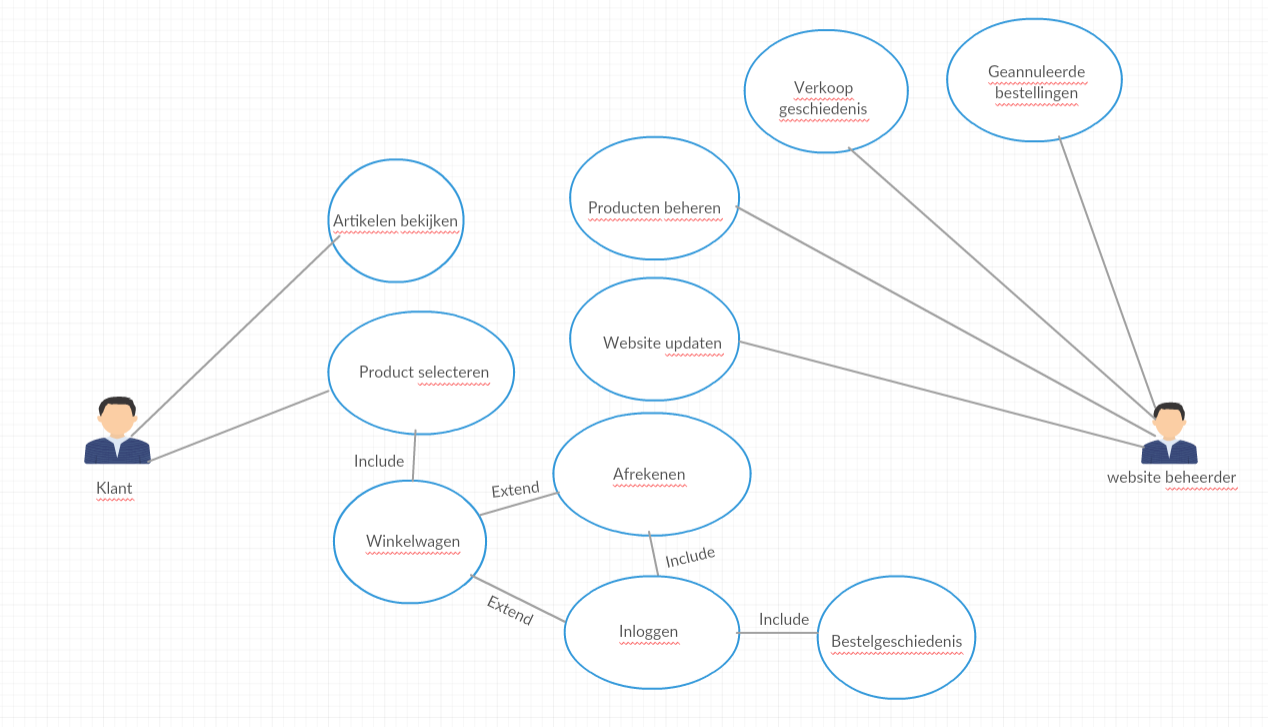 Geannuleerde
bestellingen
Verkoop
geschiedenis
Producten beheren
Artikelen bekijken
Website updaten
Product selecteren
Include
Afrekenen
website beheerder
Klant
Extend
Winkelwagen
Include
Extend
Include
Inloggen
Bestelgeschiedenis